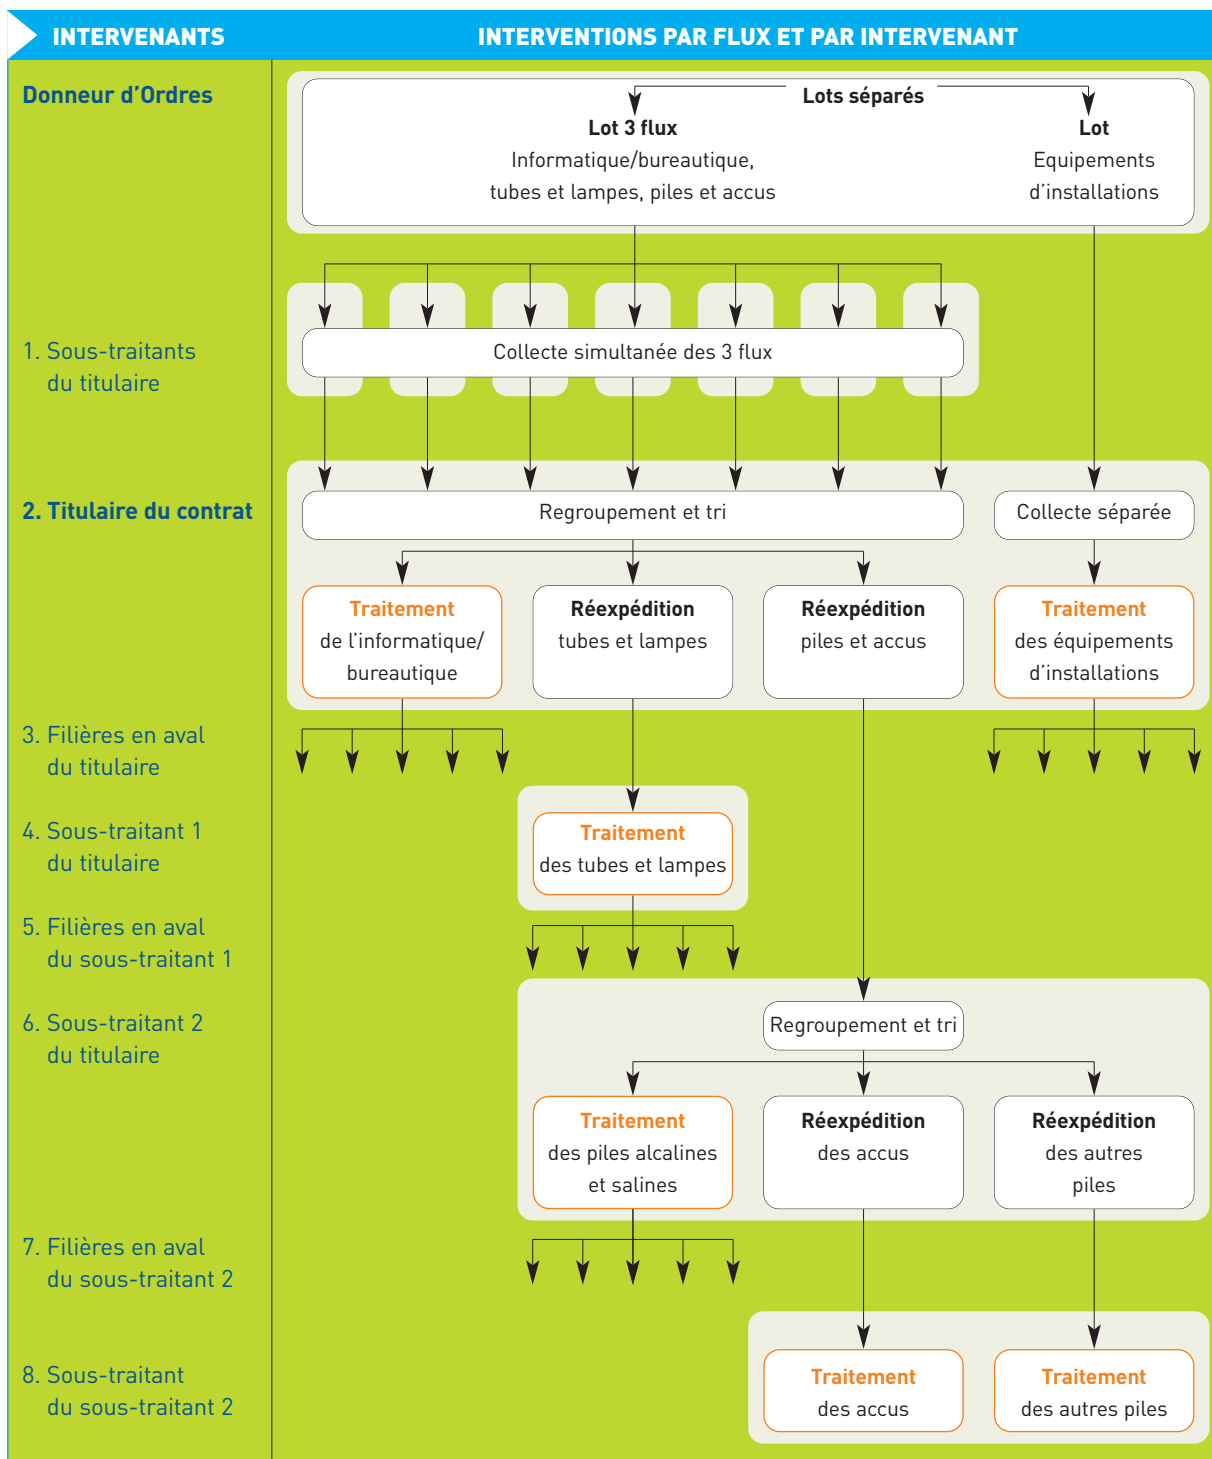 INTERVENANTS
INTERVENTIONS PAR FLUX ET PAR INTERVENANT
Donneur d'Ordres
Lots séparés
Lot 3 flux
Informatique/bureautique,
tubes et lampes, piles et accus
Lot
Equipements
d'installations
1. Sous-traitants
du titulaire
Collecte simultanée des 3 flux
2. Titulaire du contrat
Regroupement et tri
Collecte séparée
Traitement
de l'informatique/
bureautique
Réexpédition
tubes et lampes
Réexpédition
piles et accus
Traitement
des équipements
d'installations
3. Filières en aval
du titulaire
4. Sous-traitant 1
du titulaire
Traitement
des tubes et lampes
5. Filières en aval
du sous-traitant 1
6. Sous-traitant 2
du titulaire
Regroupement et tri
Traitement
des piles alcalines
et salines
Réexpédition
des accus
Réexpédition
des autres
piles
7. Filières en aval
du sous-traitant 2
8. Sous-traitant
du sous-traitant 2
Traitement
des accus
Traitement
des autres piles